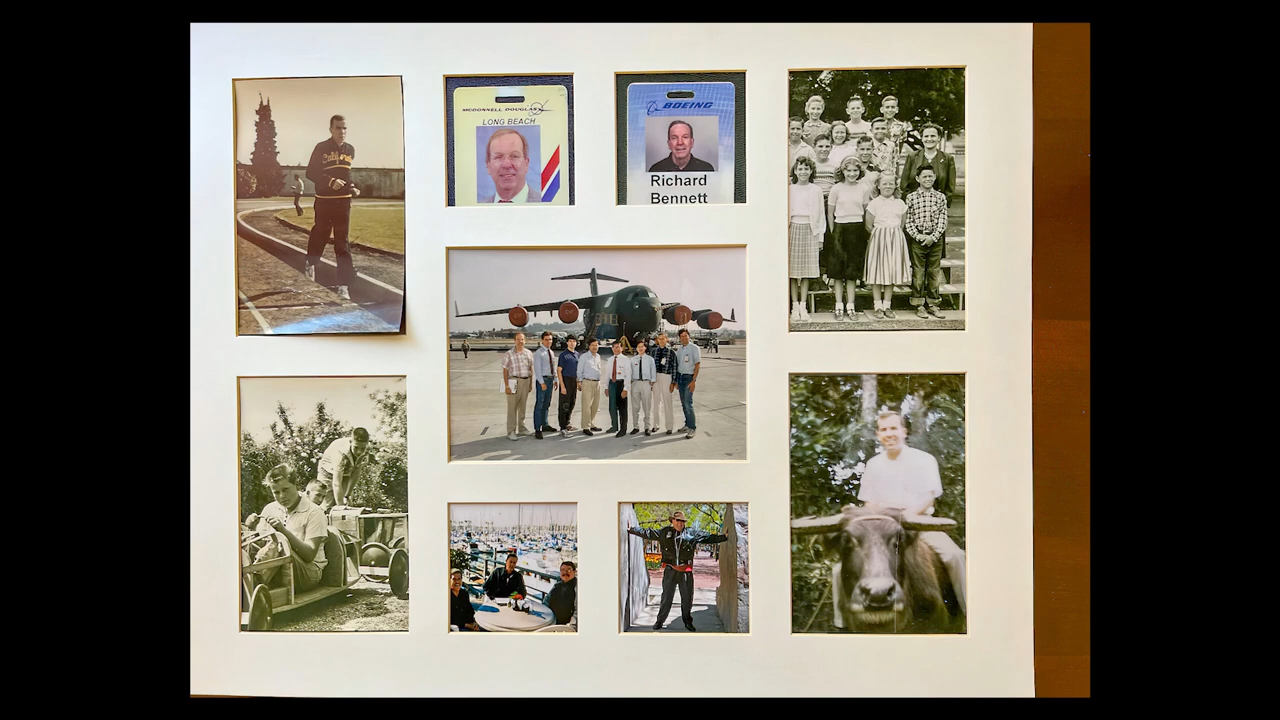 MCDONNELL DOUGLAS
LONG BEACH
BOEING
Richard
Bennett